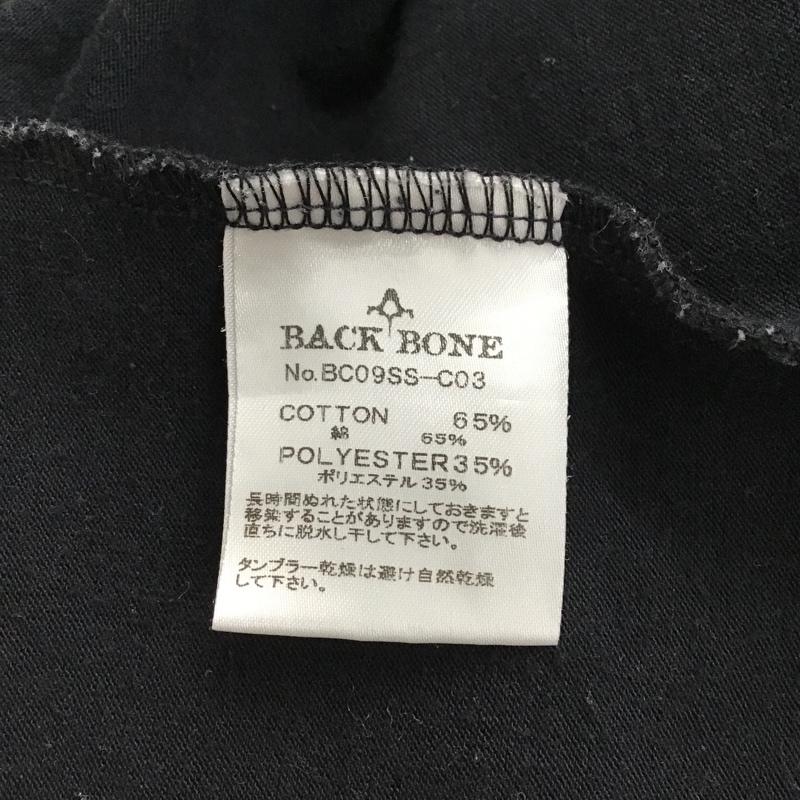 BACK BONE
No.BC09SS-C03
COTTON 65%
綿 65%
POLYESTER 35%
ポリエステル 35%
長時間ぬれた状態にしておきますと
移染することがありますので洗濯後
直ちに脱水し干して下さい。
タンブラー乾燥は避け自然乾燥
して下さい。